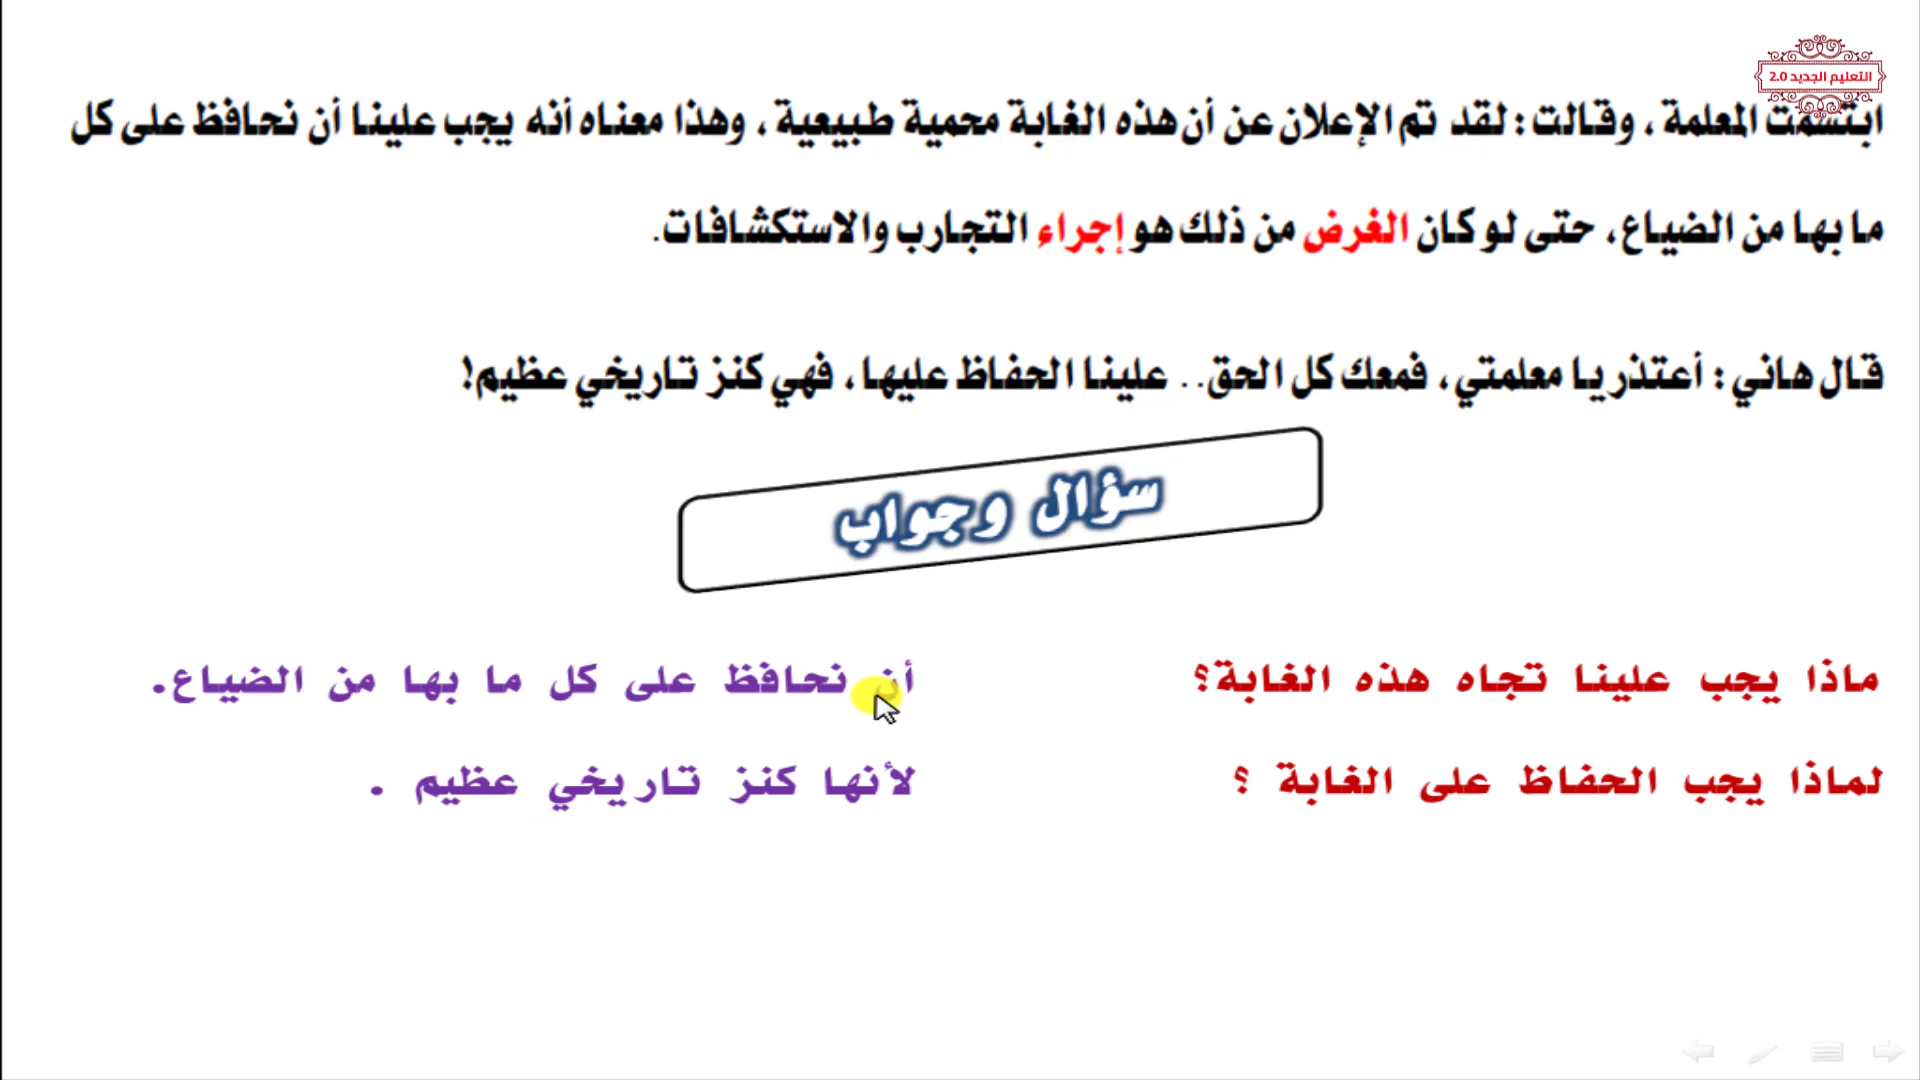 التعليم الجديد 2.0
ابتسمت المعلمة ، وقالت : لقد تم الإعلان عن أن هذه الغابة محمية طبيعية ، وهذا معناه أنه يجب علينا أن نحافظ على كل
ما بها من الضياع، حتى لو كان الغرض من ذلك هو إجراء التجارب والاستكشافات.
قال هاني : أعتذر يا معلمتي ، فمعك كل الحق.. علينا الحفاظ عليها ، فهي كنز تاريخي عظيم!
سؤال وجواب
ماذا يجب علينا تجاه هذه الغابة؟ أن نحافظ على كل ما بها من الضياع.
لماذا يجب الحفاظ على الغابة ؟ لأنها كنز تاريخي عظيم .